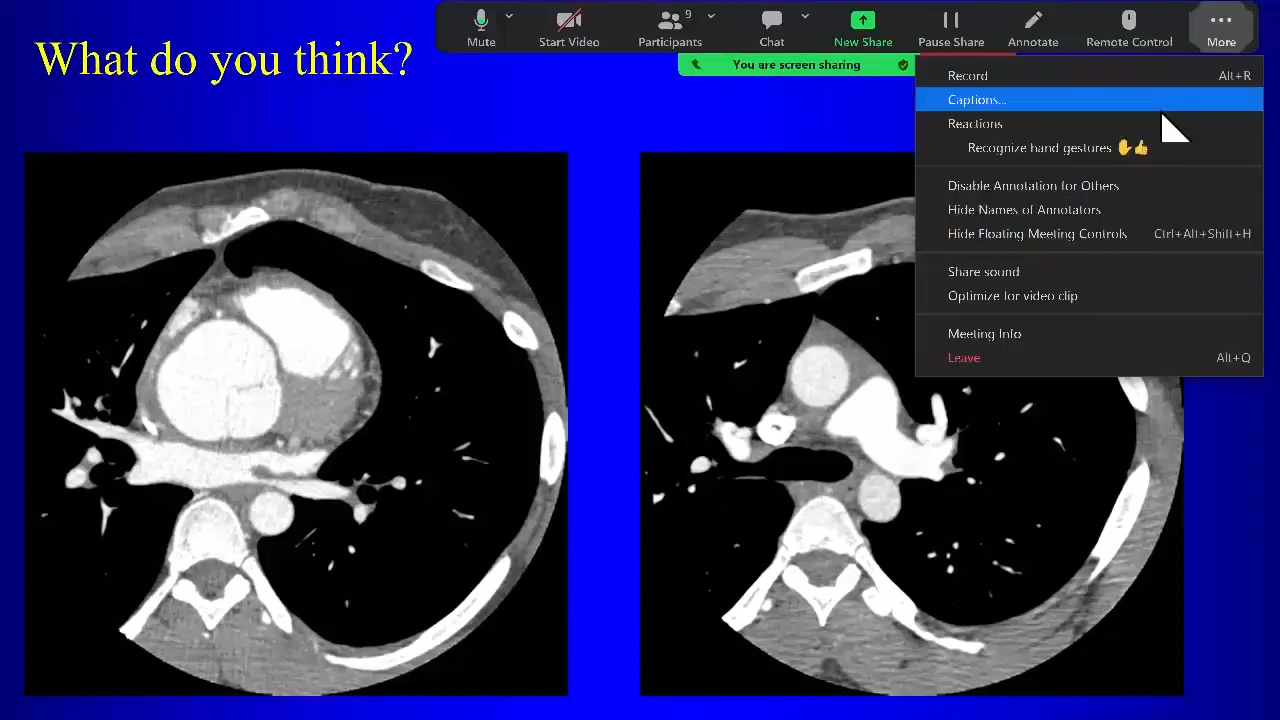 What do you think?
Mute
Start Video
Participants
9
Chat
New Share
Pause Share
Annotate
Remote Control
More
You are screen sharing
Record Alt+R
Captions...
Reactions
Recognize hand gestures
Disable Annotation for Others
Hide Names of Annotators
Hide Floating Meeting Controls Ctrl+Alt+Shift+H
Share sound
Optimize for video clip
Meeting Info
Leave Alt+Q